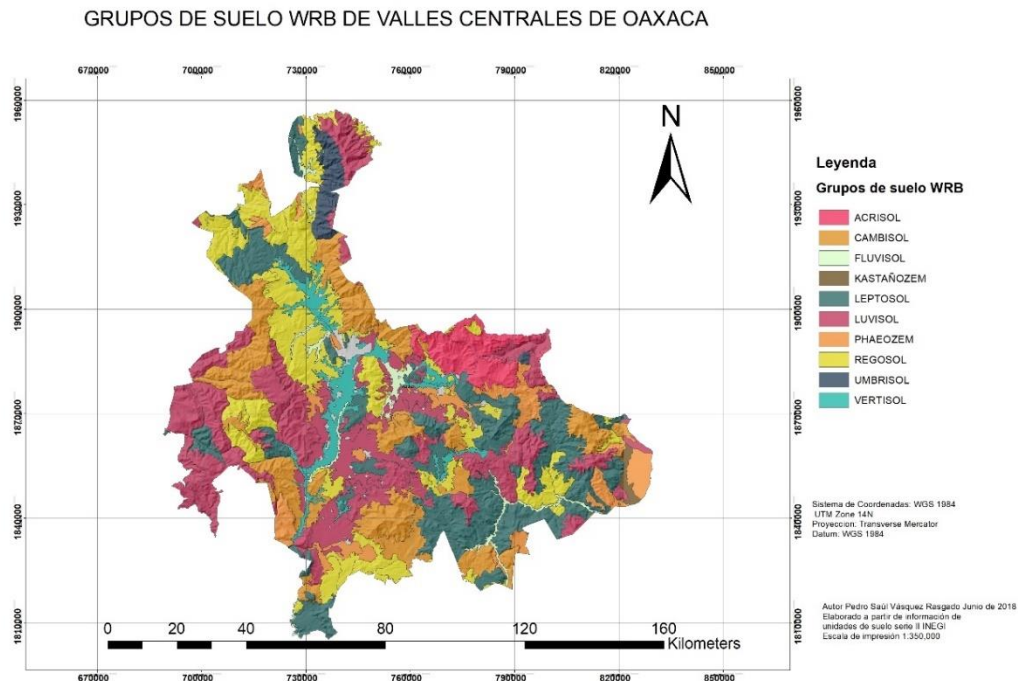 GRUPOS DE SUELO WRB DE VALLES CENTRALES DE OAXACA
670000 700000 730000 760000 790000 820000 850000
1960000 1960000
N
Leyenda
Grupos de suelo WRB
ACRISOL
CAMBISOL
FLUVISOL
KASTAÑOZEM
LEPTOSOL
LUVISOL
PHAEOZEM
REGOSOL
UMBRISOL
VERTISOL
1930000 1930000
1900000 1900000
1870000 1870000
1840000 1840000
Sistema de Coordenadas: WGS 1984
UTM Zone 14N
Proyeccion: Transverse Mercator
Datum: WGS 1984
Autor Pedro Saúl Vásquez Rasgado Junio de 2018
Elaborado a partir de información de
unidades de suelo serie II INEGI
Escala de impresión 1:350,000
1810000 1810000
0 20 40 80 120 160
Kilometers
670000 700000 730000 760000 790000 820000 850000